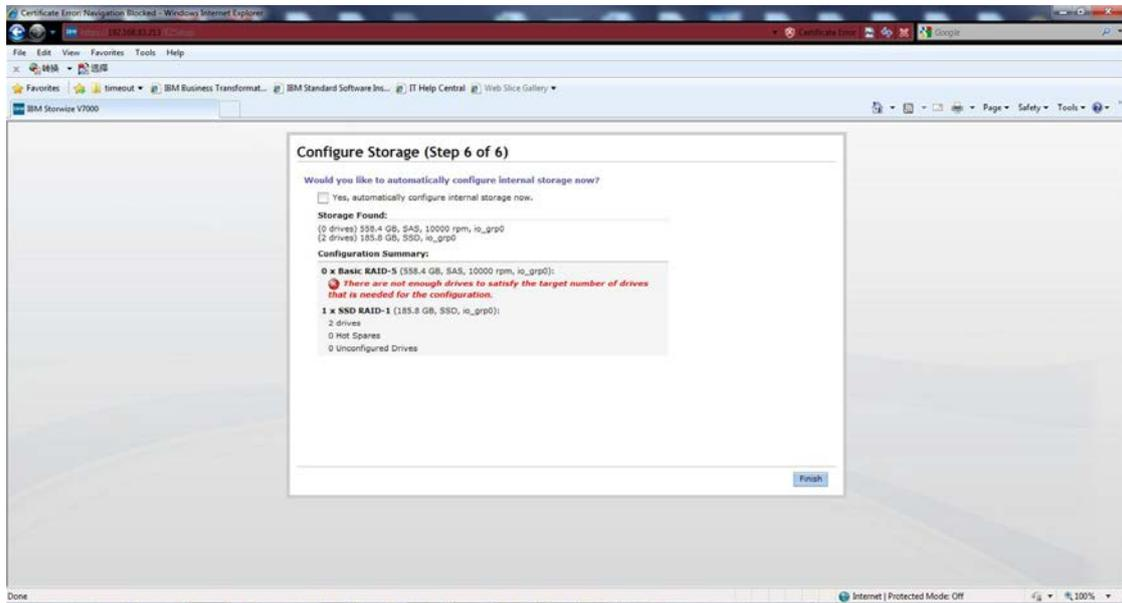 Certificate Error: Navigation Blocked - Windows Internet Explorer
Certificate Error
Google
File Edit View Favorites Tools Help
轉換 選擇
Favorites timeout IBM Business Transformat... IBM Standard Software Ins... IT Help Central Web Slice Gallery
IBM Storwize V7000
Page Safety Tools
Configure Storage (Step 6 of 6)
Would you like to automatically configure internal storage now?
Yes, automatically configure internal storage now.
Storage Found:
(0 drives) 558.4 GB, SAS, 10000 rpm, io_grp0
(2 drives) 185.8 GB, SSD, io_grp0
Configuration Summary:
0 x Basic RAID-5 (558.4 GB, SAS, 10000 rpm, io_grp0):
There are not enough drives to satisfy the target number of drives
that is needed for the configuration.
1 x SSD RAID-1 (185.8 GB, SSD, io_grp0):
2 drives
0 Hot Spares
0 Unconfigured Drives
Finish
Done
Internet | Protected Mode: Off
100%